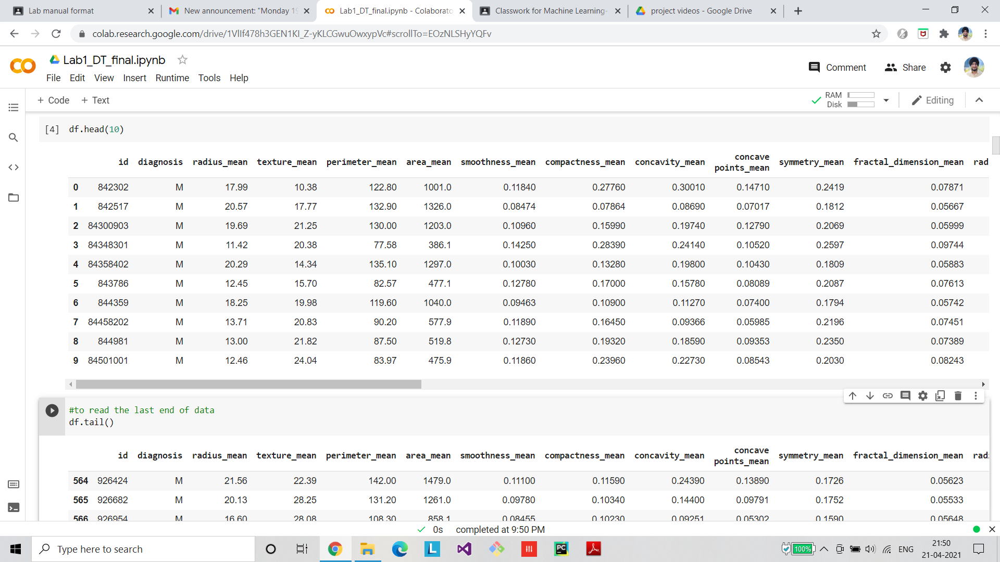 Lab manual format
New announcement: "Monday 19
Lab1_DT_final.ipynb - Colaborato
Classwork for Machine Learning-
project videos - Google Drive
colab.research.google.com/drive/1VlIf478h3GEN1KI_Z-yKLCGwuOwxypVc#scrollTo=EOzNLSHyYQFv
Lab1_DT_final.ipynb
Comment Share
File Edit View Insert Runtime Tools Help
+ Code + Text
RAM
Disk
Editing
[4] df.head(10)
id diagnosis radius_mean texture_mean perimeter_mean area_mean smoothness_mean compactness_mean concavity_mean concave points_mean symmetry_mean fractal_dimension_mean rad
0 842302 M 17.99 10.38 122.80 1001.0 0.11840 0.27760 0.30010 0.14710 0.2419 0.07871
1 842517 M 20.57 17.77 132.90 1326.0 0.08474 0.07864 0.08690 0.07017 0.1812 0.05667
2 84300903 M 19.69 21.25 130.00 1203.0 0.10960 0.15990 0.19740 0.12790 0.2069 0.05999
3 84348301 M 11.42 20.38 77.58 386.1 0.14250 0.28390 0.24140 0.10520 0.2597 0.09744
4 84358402 M 20.29 14.34 135.10 1297.0 0.10030 0.13280 0.19800 0.10430 0.1809 0.05883
5 843786 M 12.45 15.70 82.57 477.1 0.12780 0.17000 0.15780 0.08089 0.2087 0.07613
6 844359 M 18.25 19.98 119.60 1040.0 0.09463 0.10900 0.11270 0.07400 0.1794 0.05742
7 84458202 M 13.71 20.83 90.20 577.9 0.11890 0.16450 0.09366 0.05985 0.2196 0.07451
8 844981 M 13.00 21.82 87.50 519.8 0.12730 0.19320 0.18590 0.09353 0.2350 0.07389
9 84501001 M 12.46 24.04 83.97 475.9 0.11860 0.23960 0.22730 0.08543 0.2030 0.08243
#to read the last end of data
df.tail()
id diagnosis radius_mean texture_mean perimeter_mean area_mean smoothness_mean compactness_mean concavity_mean concave points_mean symmetry_mean fractal_dimension_mean rad
564 926424 M 21.56 22.39 142.00 1479.0 0.11100 0.11590 0.24390 0.13890 0.1726 0.05623
565 926682 M 20.13 28.25 131.20 1261.0 0.09780 0.10340 0.14400 0.09791 0.1752 0.05533
566 926954 M 16.60 28.08 108.30 858.1 0.08455 0.10230 0.09251 0.05302 0.1590 0.05648
0s completed at 9:50 PM
Type here to search
100%
ENG
21:50
21-04-2021